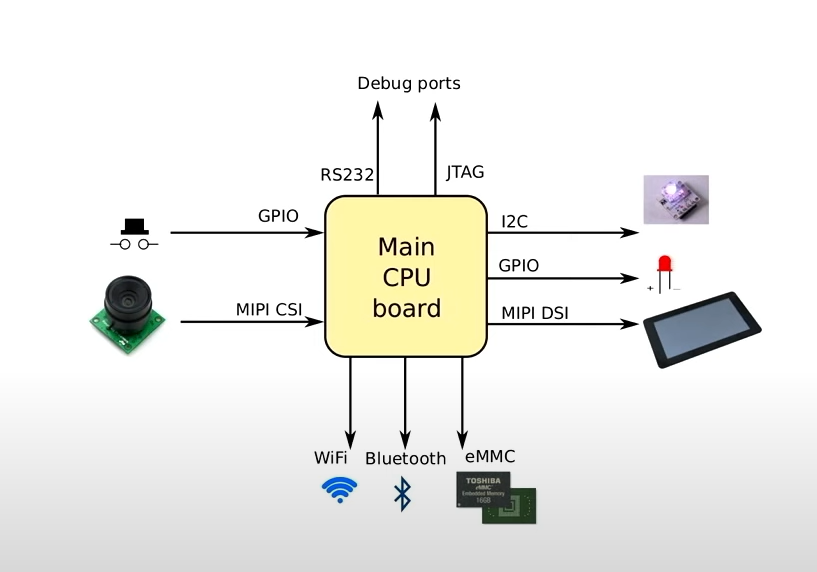 Debug ports
RS232
JTAG
GPIO
I2C
Main
CPU
board
GPIO
MIPI CSI
MIPI DSI
WiFi
Bluetooth
eMMC
TOSHIBA
eMMC
Embedded Memory
16GB
+
—